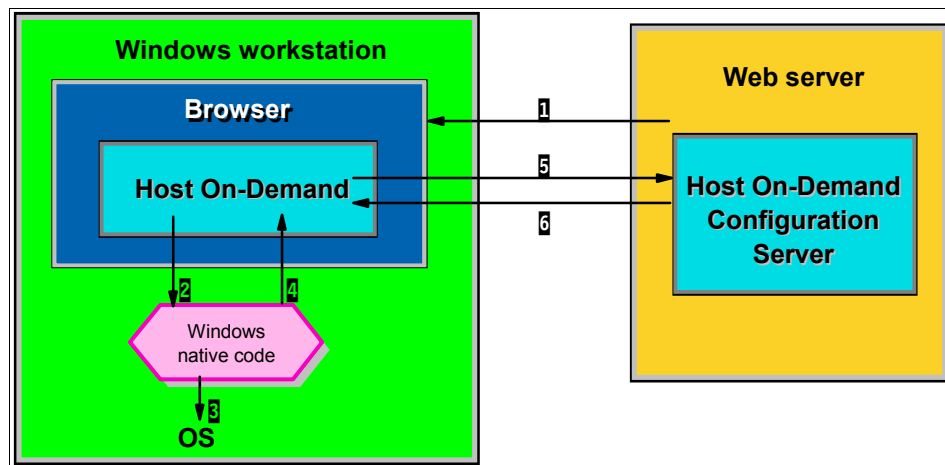 Windows workstation
Browser
Host On-Demand
Windows
native code
OS
1
5
6
2
4
3
Web server
Host On-Demand
Configuration
Server